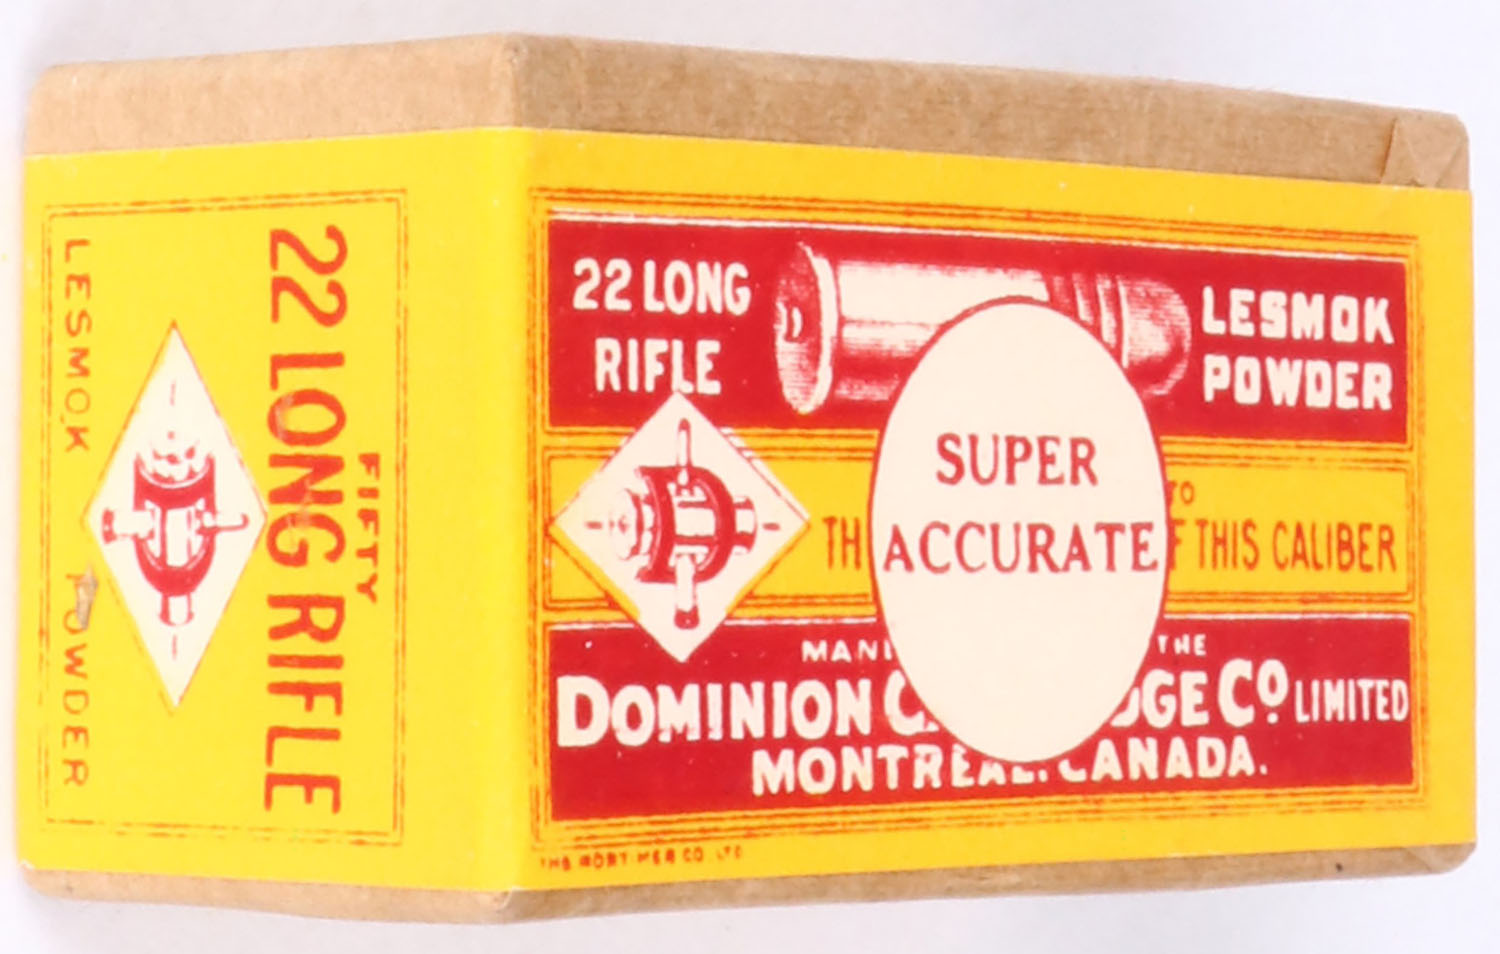 FIFTY
22 LONG RIFLE
LESMOK POWDER
22 LONG
RIFLE
LESMOK
POWDER
SUPER
ACCURATE
TO
TH F THIS CALIBER
MAN THE
DOMINION C DGE CO LIMITED
MONTREAL. CANADA.